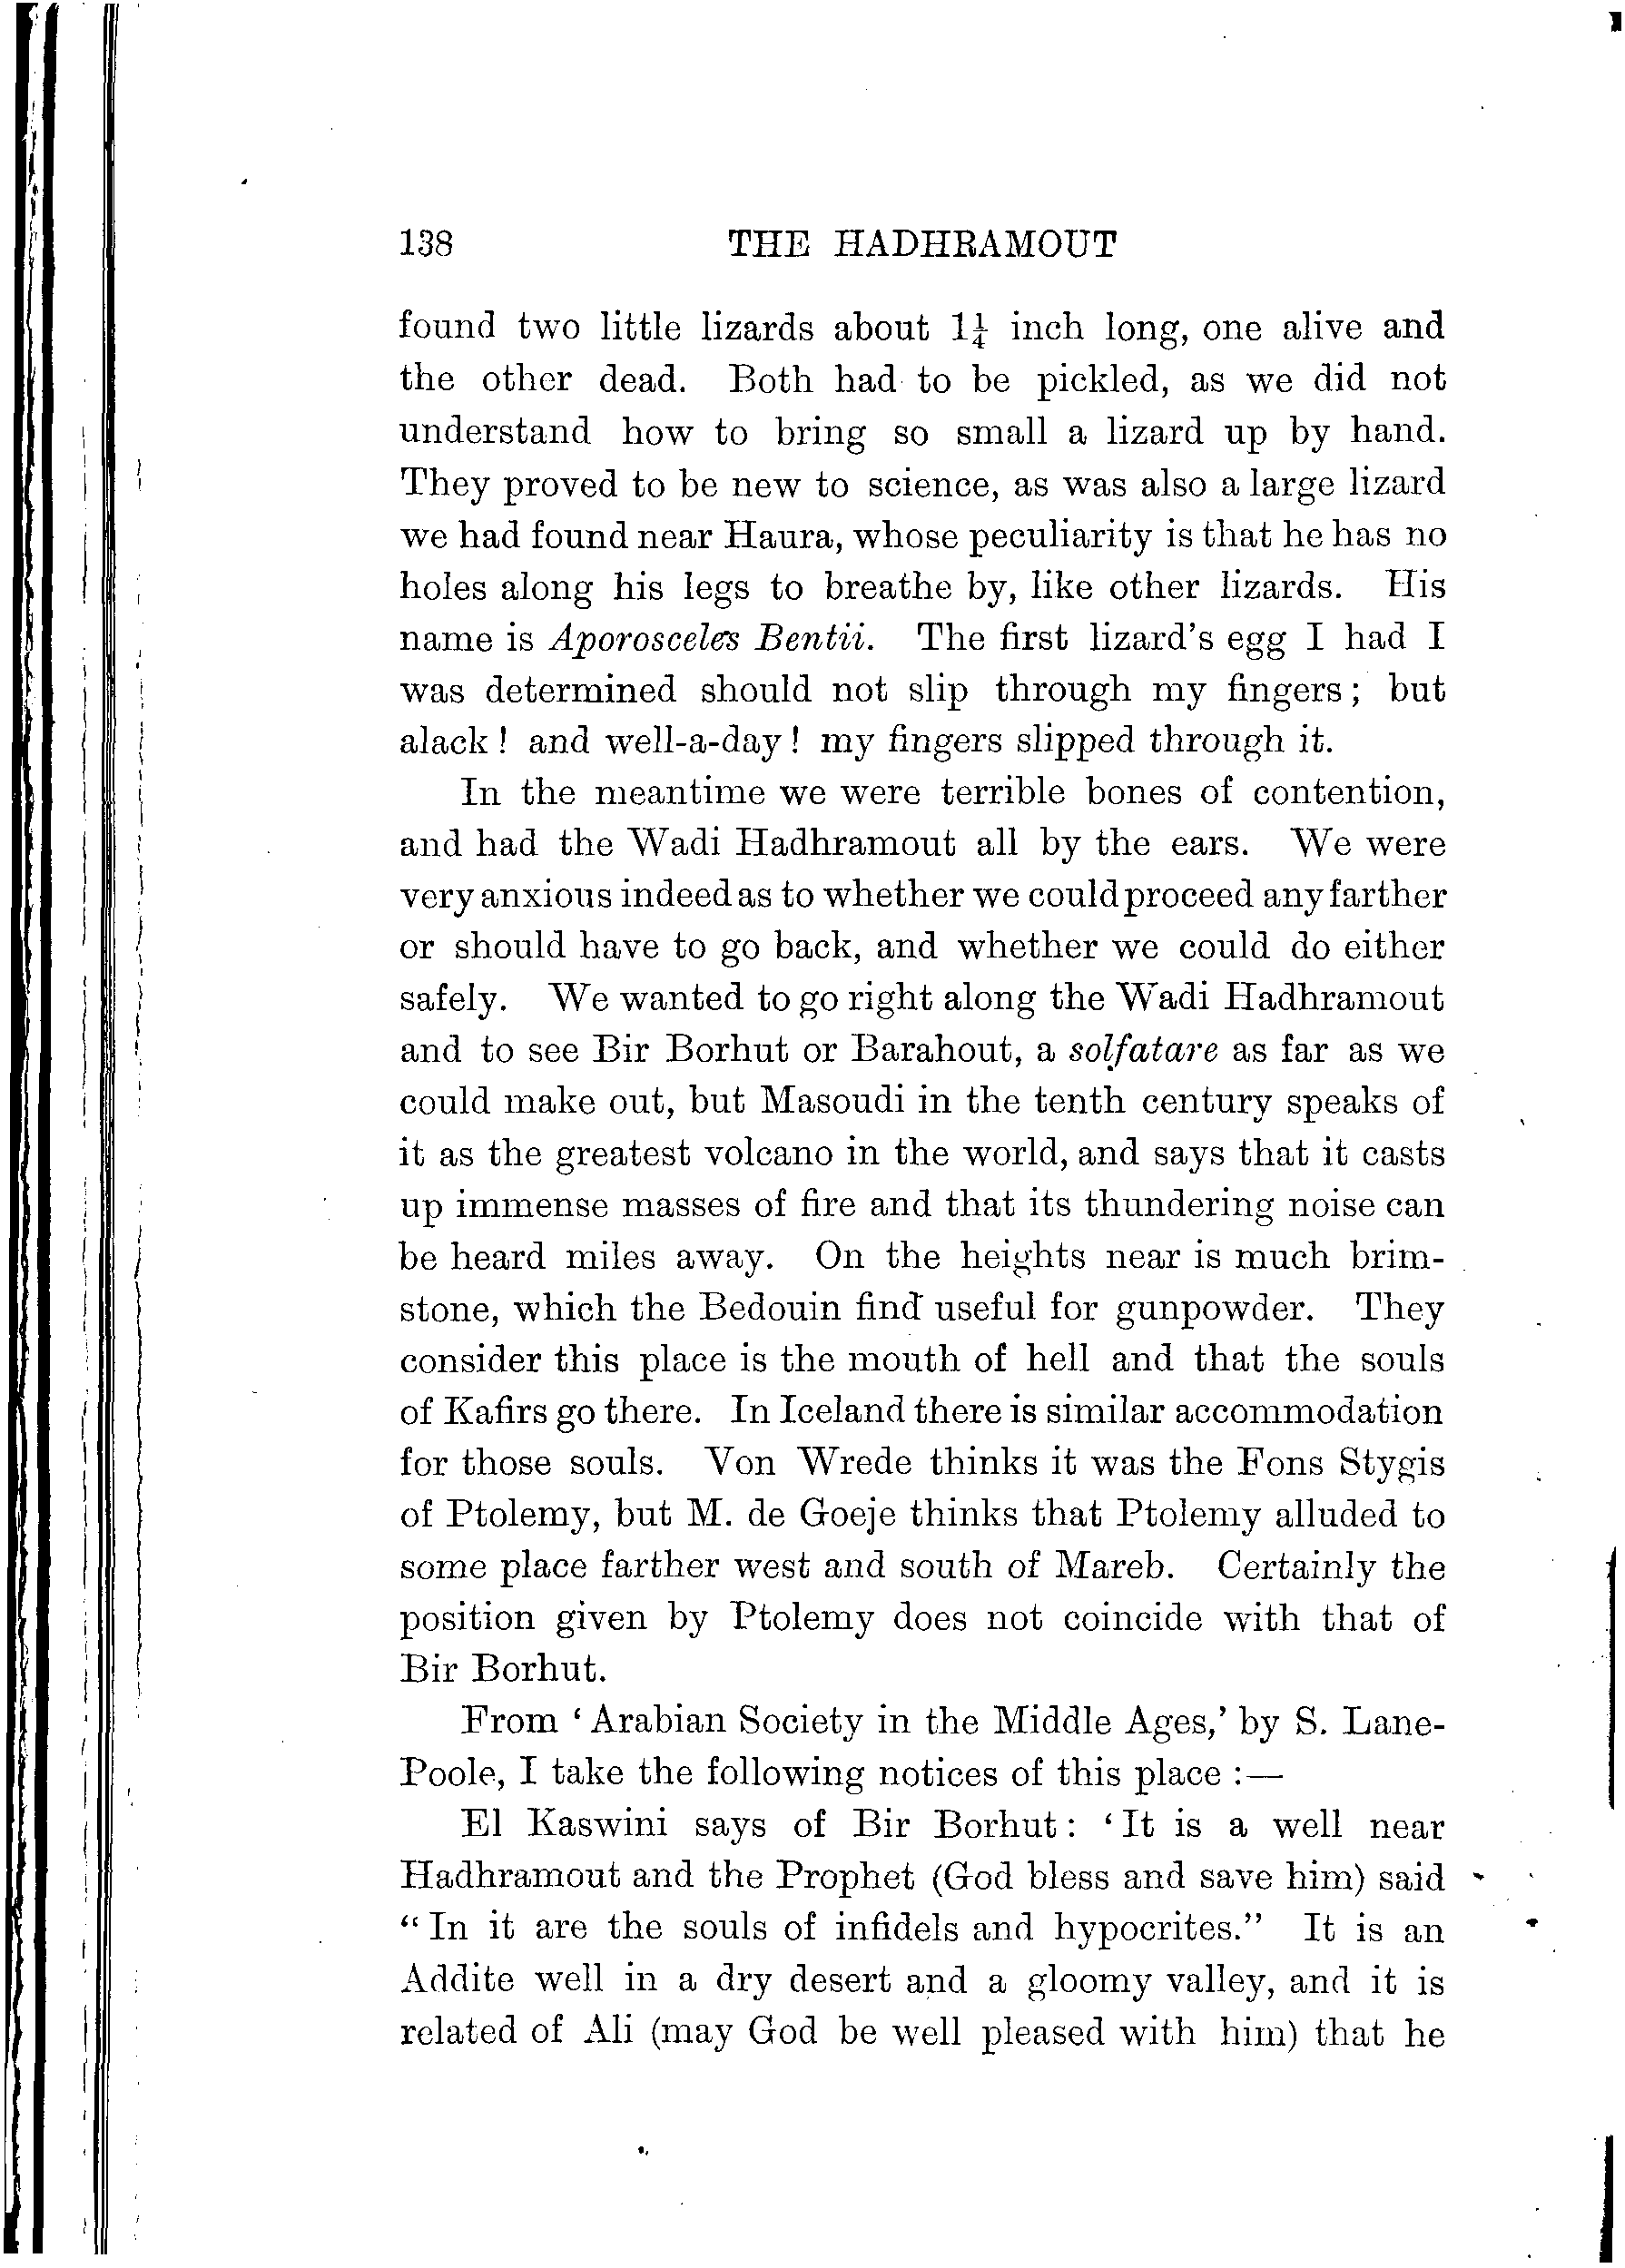 138 THE HADHRAMOUT
found two little lizards about 1¼ inch long, one alive and
the other dead. Both had to be pickled, as we did not
understand how to bring so small a lizard up by hand.
They proved to be new to science, as was also a large lizard
we had found near Haura, whose peculiarity is that he has no
holes along his legs to breathe by, like other lizards. His
name is Aporosceles Bentii. The first lizard's egg I had I
was determined should not slip through my fingers; but
alack! and well-a-day! my fingers slipped through it.
In the meantime we were terrible bones of contention,
and had the Wadi Hadhramout all by the ears. We were
very anxious indeed as to whether we could proceed any farther
or should have to go back, and whether we could do either
safely. We wanted to go right along the Wadi Hadhramout
and to see Bir Borhut or Barahout, a solfatare as far as we
could make out, but Masoudi in the tenth century speaks of
it as the greatest volcano in the world, and says that it casts
up immense masses of fire and that its thundering noise can
be heard miles away. On the heights near is much brim-
stone, which the Bedouin find useful for gunpowder. They
consider this place is the mouth of hell and that the souls
of Kafirs go there. In Iceland there is similar accommodation
for those souls. Von Wrede thinks it was the Fons Stygis
of Ptolemy, but M. de Goeje thinks that Ptolemy alluded to
some place farther west and south of Mareb. Certainly the
position given by Ptolemy does not coincide with that of
Bir Borhut.
From 'Arabian Society in the Middle Ages,' by S. Lane-
Poole, I take the following notices of this place :—
El Kaswini says of Bir Borhut: 'It is a well near
Hadhramout and the Prophet (God bless and save him) said
"In it are the souls of infidels and hypocrites." It is an
Addite well in a dry desert and a gloomy valley, and it is
related of Ali (may God be well pleased with him) that he